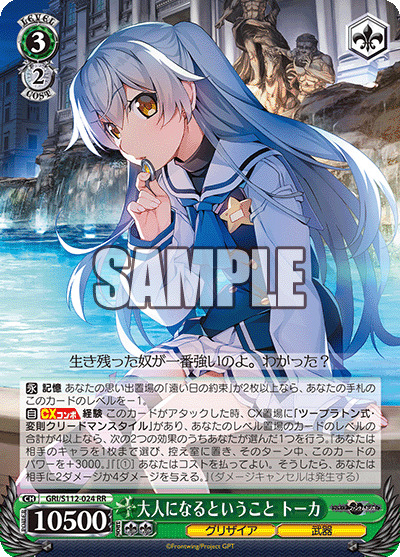 LEVEL
3
2
COST
SAMPLE
生き残った奴が一番強いのよ。わかった？
永 記憶 あなたの思い出置場の「遠い日の約束」が2枚以上なら、あなたの手札の
このカードのレベルを－1。
自 CXコンボ 経験 このカードがアタックした時、CX置場に「ツープラトン式・
変則クリードマンスタイル」があり、あなたのレベル置場のカードのレベルの
合計が4以上なら、次の2つの効果のうちあなたが選んだ1つを行う。『あなたは
相手のキャラを1枚まで選び、控え室に置き、そのターン中、このカードの
パワーを＋3000。』『［①］ あなたはコストを払ってよい。そうしたら、あなたは
相手に2ダメージか4ダメージを与える。』（ダメージキャンセルは発生する）
GRI/S112-024 RR
大人になるということ トーカ
10500
グリザイア
武器
©Frontwing/Project GPT